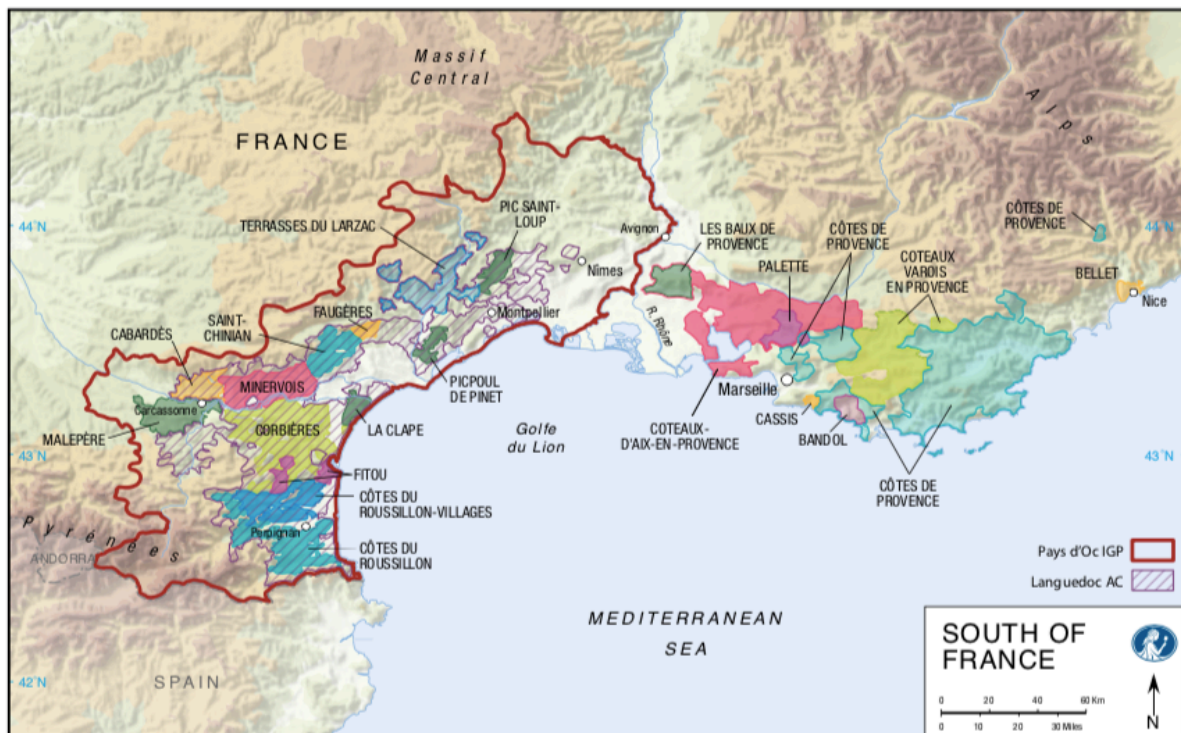 Massif
Central
Alps
FRANCE
PIC SAINT-
LOUP
TERRASSES DU LARZAC
CÔTES DE
PROVENCE
44°N
44°N
Avignon
LES BAUX DE
PROVENCE
CÔTES DE
PROVENCE
Nîmes
PALETTE
COTEAUX
VAROIS
EN PROVENCE
BELLET
Nice
SAINT-
CHINIAN
FAUGÈRES
Montpellier
R. Rhône
CABARDÈS
MINERVOIS
PICPOUL
DE PINET
Marseille
Carcassonne
MALEPÈRE
CORBIÈRES
LA CLAPE
CASSIS
COTEAUX-
D'AIX-EN-PROVENCE
BANDOL
Golfe
du Lion
43°N
43°N
FITOU
CÔTES DE
PROVENCE
CÔTES DU
ROUSSILLON-VILLAGES
Perpignan
Pyrénées
ANDORRA
CÔTES DU
ROUSSILLON
Pays d'Oc IGP
Languedoc AC
MEDITERRANEAN
SEA
SPAIN
42°N
SOUTH OF
FRANCE
0 20 40 60 Km
0 10 20 30 Miles
N